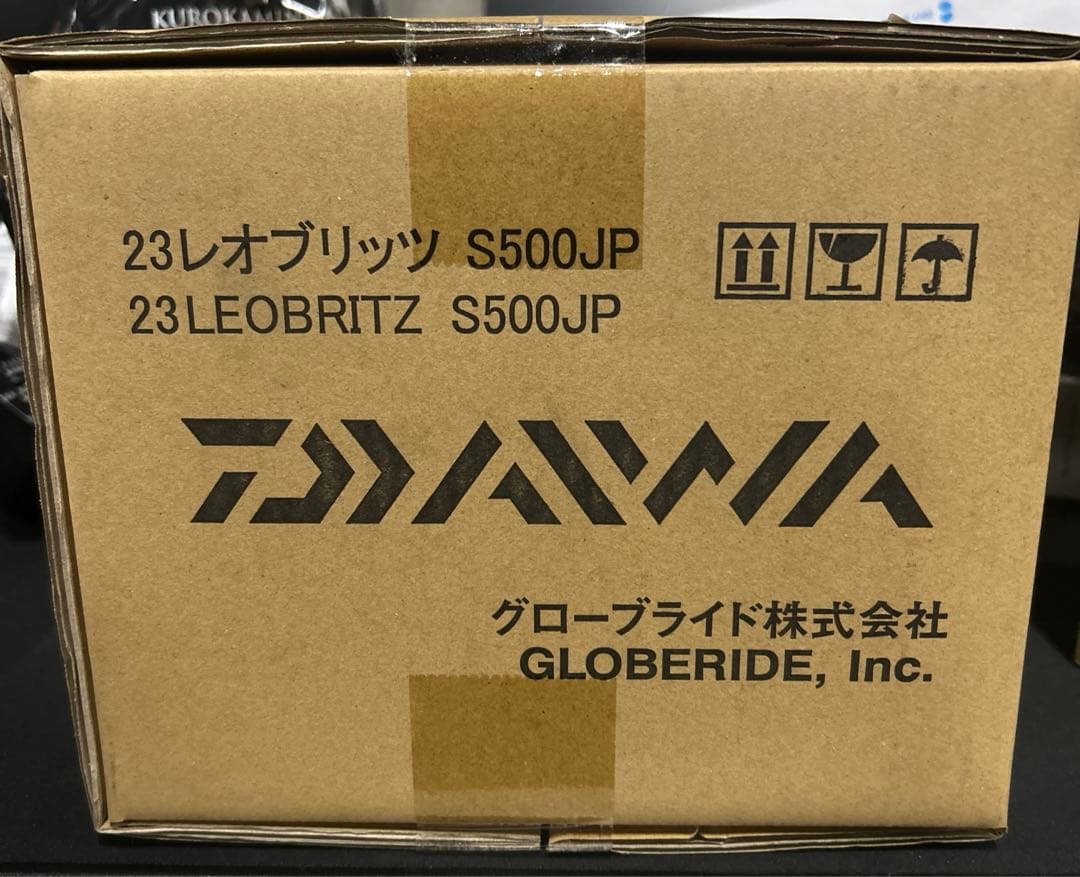 KUROKAMI
23レオブリッツ S500JP
23LEOBRITZ S500JP
DAIWA
グローブライド株式会社
GLOBERIDE, Inc.